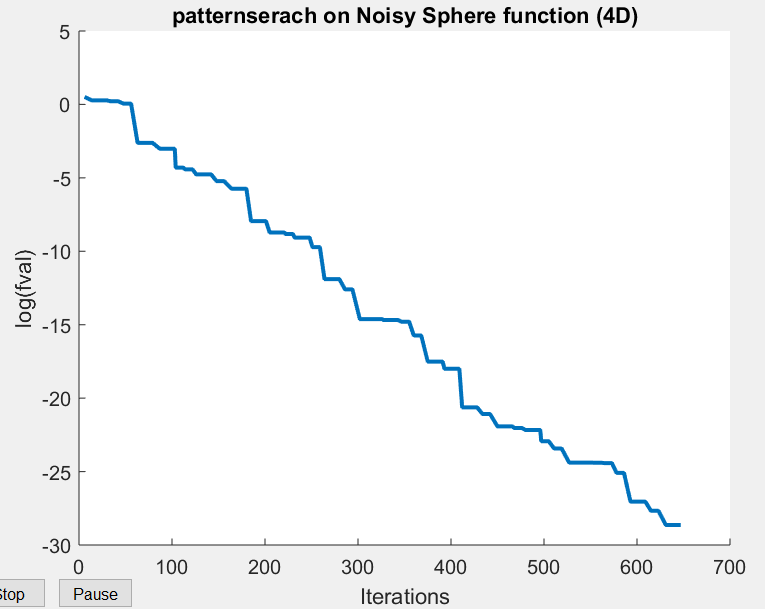 patternserach on Noisy Sphere function (4D)
5
0
-5
-10
-15
-20
-25
-30
log(fval)
0 100 200 300 400 500 600 700
Iterations
Stop Pause